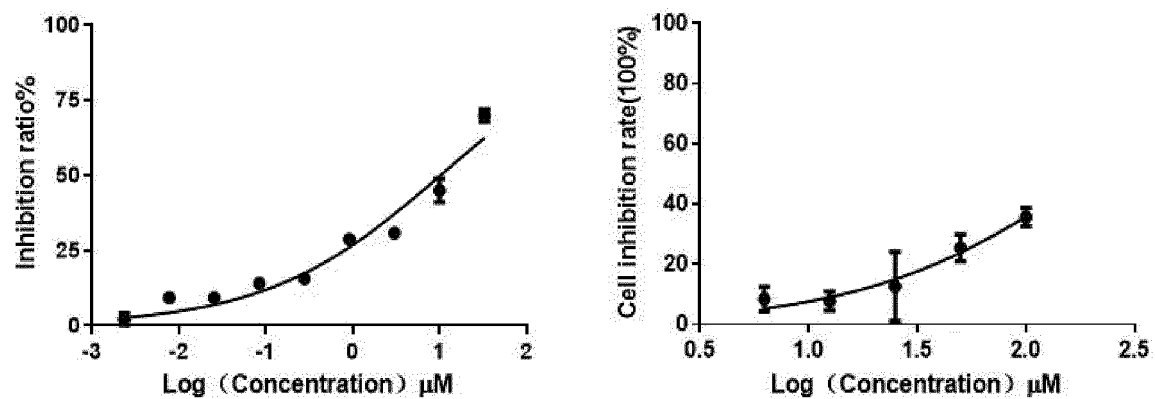 Inhibition ratio%
100
75
50
25
0
-3 -2 -1 0 1 2
Log（Concentration）μM
Cell inhibition rate(100%)
100
80
60
40
20
0
0.5 1.0 1.5 2.0 2.5
Log（Concentration）μM